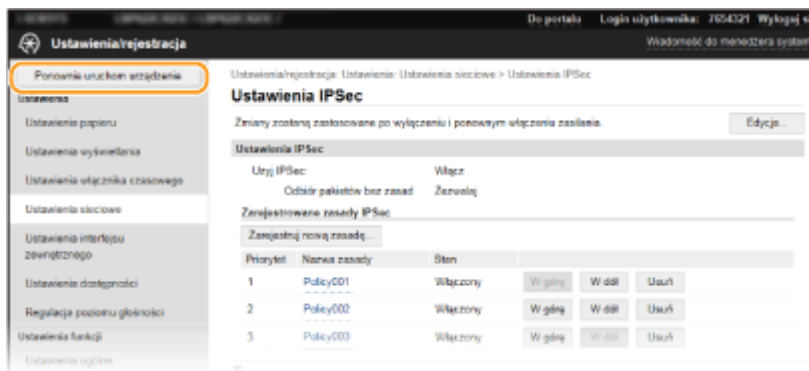 Do portalu Login użytkownika: 7654321 Wyloguj s
Ustawienia/rejestracja
Wiadomość do menedżera system
Ponownie uruchom urządzenie
Ustawienia
Ustawienia papieru
Ustawienia wyświetlania
Ustawienia włącznika czasowego
Ustawienia sieciowe
Ustawienia interfejsu
zewnętrznego
Ustawienia dostępności
Regulacja poziomu głośności
Ustawienia funkcji
Ustawienia ogólne
Ustawienia/rejestracja: Ustawienia: Ustawienia sieciowe > Ustawienia IPSec
Ustawienia IPSec
Zmiany zostaną zastosowane po wyłączeniu i ponownym włączeniu zasilania.
Edycja...
Ustawienia IPSec
Użyj IPSec: Włącz
Odbiór pakietów bez zasad Zezwalaj
Zarejestrowane zasady IPSec
Zarejestruj nową zasadę...
Priorytet Nazwa zasady Stan
1 Policy001 Włączony W górę W dół Usuń
2 Policy002 Włączony W górę W dół Usuń
3 Policy003 Włączony W górę W dół Usuń